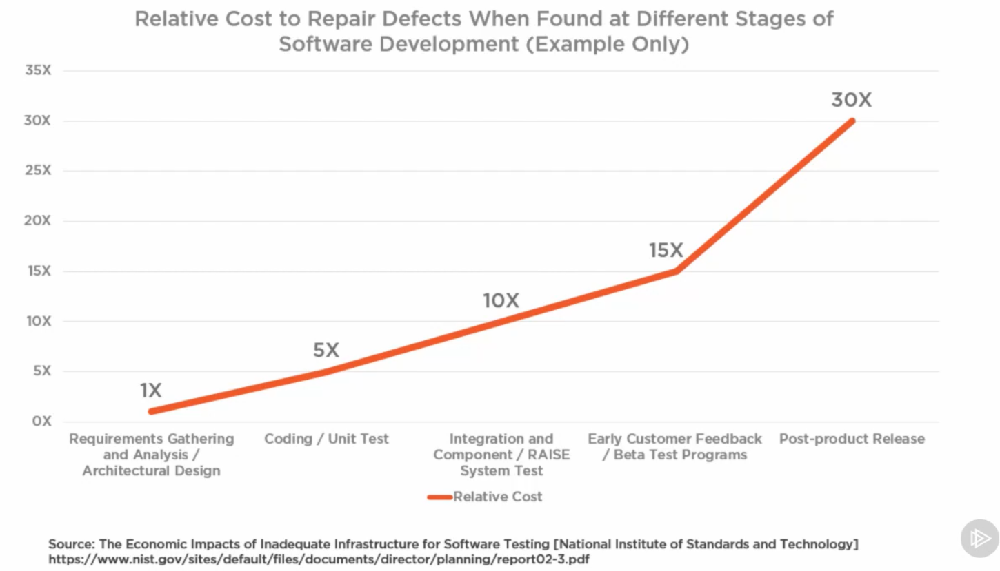 Relative Cost to Repair Defects When Found at Different Stages of
Software Development (Example Only)
35X
30X
25X
20X
15X
10X
5X
0X
1X
5X
10X
15X
30X
Requirements Gathering
and Analysis /
Architectural Design
Coding / Unit Test
Integration and
Component / RAISE
System Test
Early Customer Feedback
/ Beta Test Programs
Post-product Release
Relative Cost
Source: The Economic Impacts of Inadequate Infrastructure for Software Testing [National Institute of Standards and Technology]
https://www.nist.gov/sites/default/files/documents/director/planning/report02-3.pdf